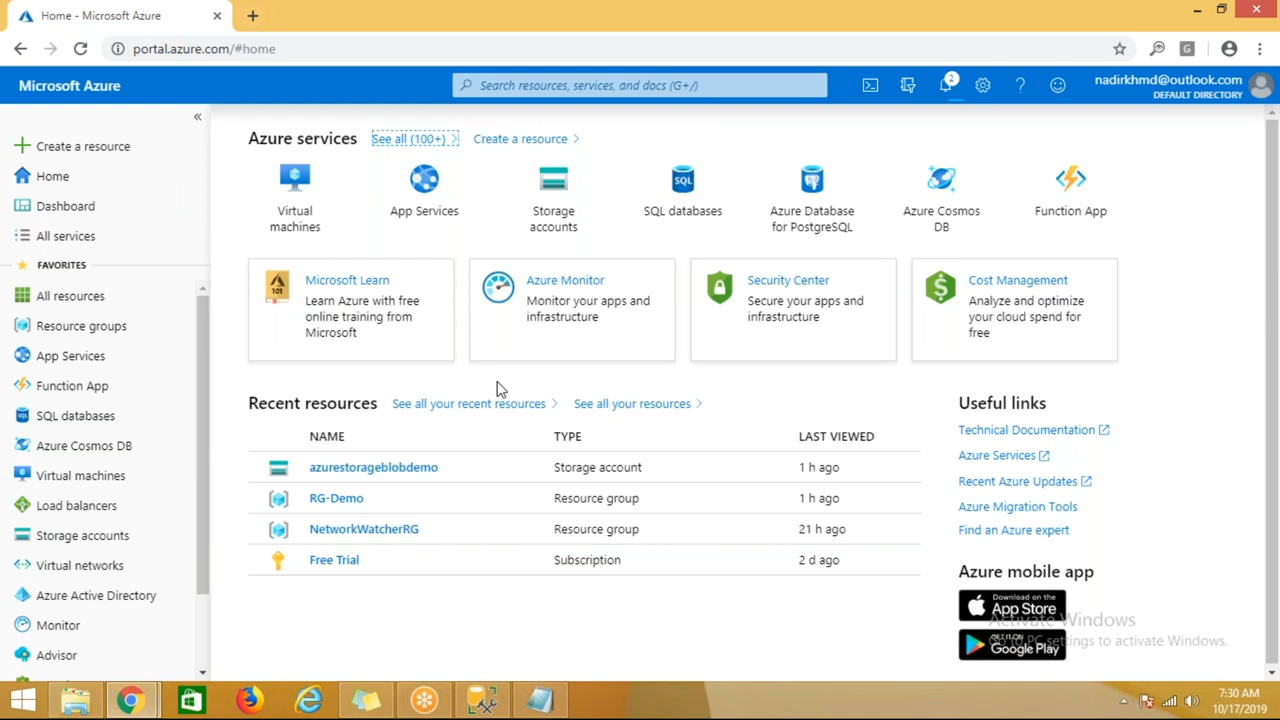 Home - Microsoft Azure
portal.azure.com/#home
G
Microsoft Azure
Search resources, services, and docs (G+/)
2
nadirkhmd@outlook.com
DEFAULT DIRECTORY
Create a resource
Home
Dashboard
All services
FAVORITES
All resources
Resource groups
App Services
Function App
SQL databases
Azure Cosmos DB
Virtual machines
Load balancers
Storage accounts
Virtual networks
Azure Active Directory
Monitor
Advisor
Azure services
See all (100+)
Create a resource
Virtual
machines
App Services
Storage
accounts
SQL
SQL databases
Azure Database
for PostgreSQL
Azure Cosmos
DB
Function App
101
Microsoft Learn
Learn Azure with free
online training from
Microsoft
Azure Monitor
Monitor your apps and
infrastructure
Security Center
Secure your apps and
infrastructure
Cost Management
Analyze and optimize
your cloud spend for
free
Recent resources
See all your recent resources
See all your resources
NAME TYPE LAST VIEWED
azurestorageblobdemo Storage account 1 h ago
RG-Demo Resource group 1 h ago
NetworkWatcherRG Resource group 21 h ago
Free Trial Subscription 2 d ago
Useful links
Technical Documentation
Azure Services
Recent Azure Updates
Azure Migration Tools
Find an Azure expert
Azure mobile app
Download on the
App Store
GET IT ON
Google Play
Activate Windows
Go to PC settings to activate Windows.
7:30 AM
10/17/2019